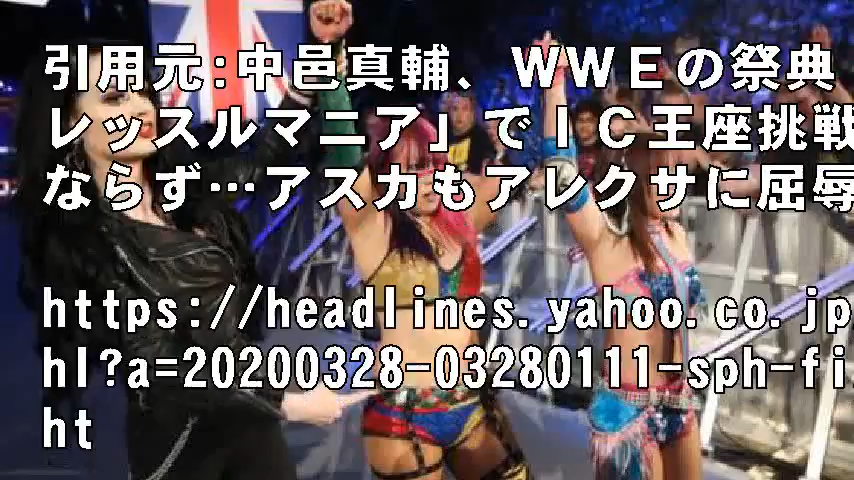 引用元:中邑真輔、ＷＷＥの祭典
レッスルマニア」でＩＣ王座挑戦
ならず…アスカもアレクサに屈辱
https://headlines.yahoo.co.jp
hl?a=20200328-03280111-sph-fi
ht